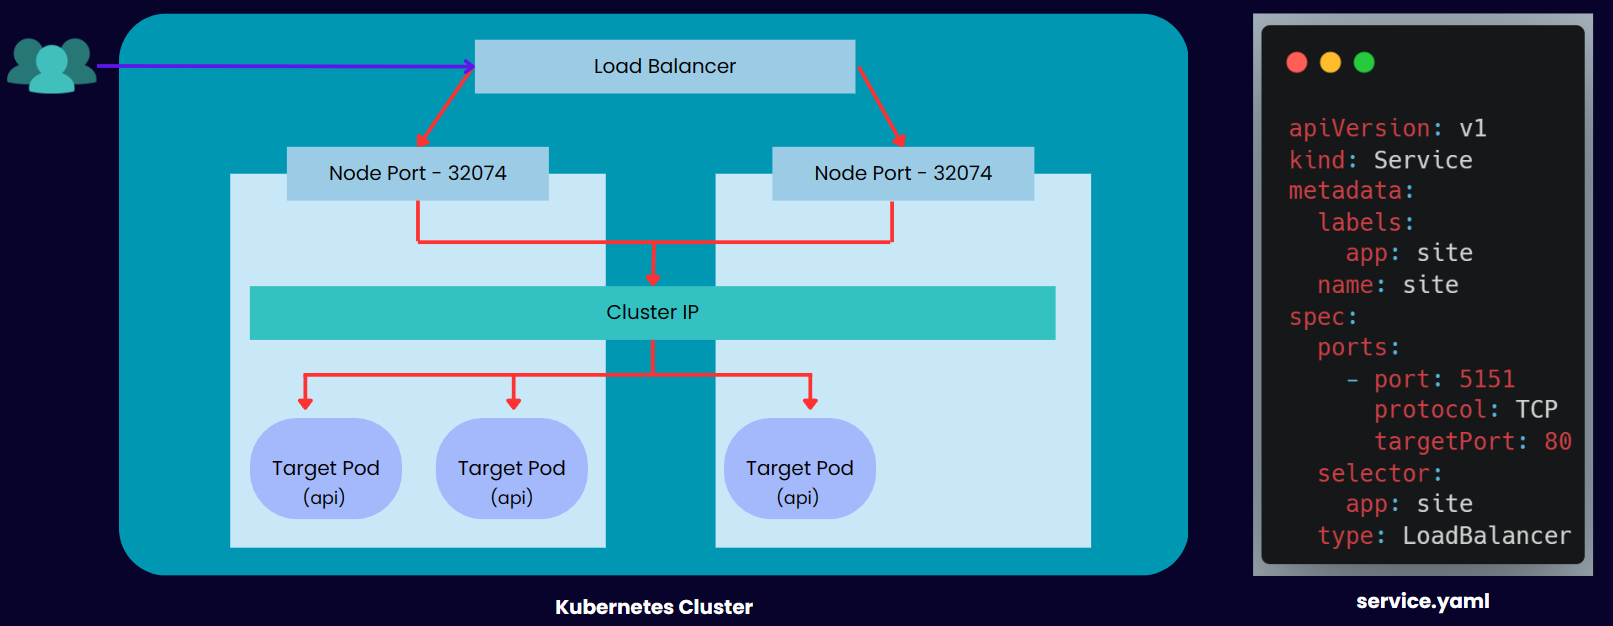 Load Balancer
Node Port - 32074
Node Port - 32074
Cluster IP
Target Pod
(api)
Target Pod
(api)
Target Pod
(api)
Kubernetes Cluster
apiVersion: v1
kind: Service
metadata:
  labels:
    app: site
  name: site
spec:
  ports:
    - port: 5151
      protocol: TCP
      targetPort: 80
  selector:
    app: site
  type: LoadBalancer
service.yaml